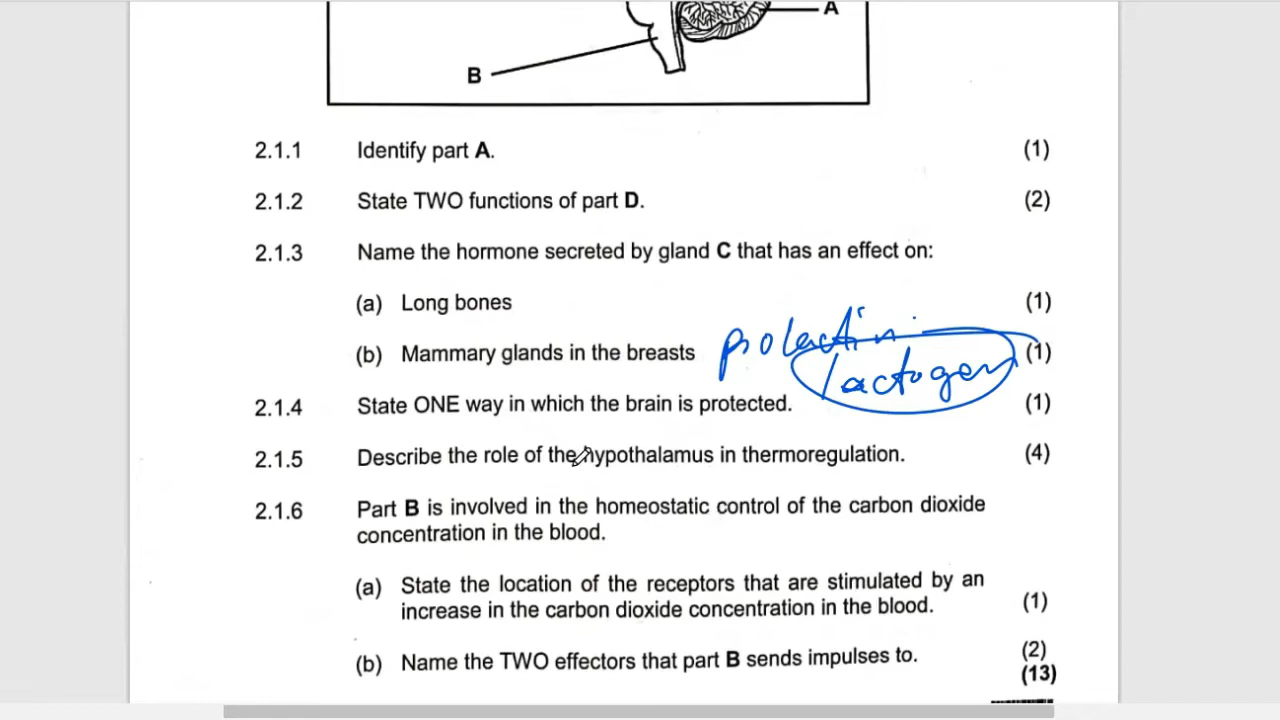 A
B
2.1.1 Identify part A. (1)
2.1.2 State TWO functions of part D. (2)
2.1.3 Name the hormone secreted by gland C that has an effect on:
(a) Long bones (1)
(b) Mammary glands in the breasts (1)
prolactin
lactogen
2.1.4 State ONE way in which the brain is protected. (1)
2.1.5 Describe the role of the hypothalamus in thermoregulation. (4)
2.1.6 Part B is involved in the homeostatic control of the carbon dioxide
concentration in the blood.
(a) State the location of the receptors that are stimulated by an
increase in the carbon dioxide concentration in the blood. (1)
(b) Name the TWO effectors that part B sends impulses to. (2)
(13)